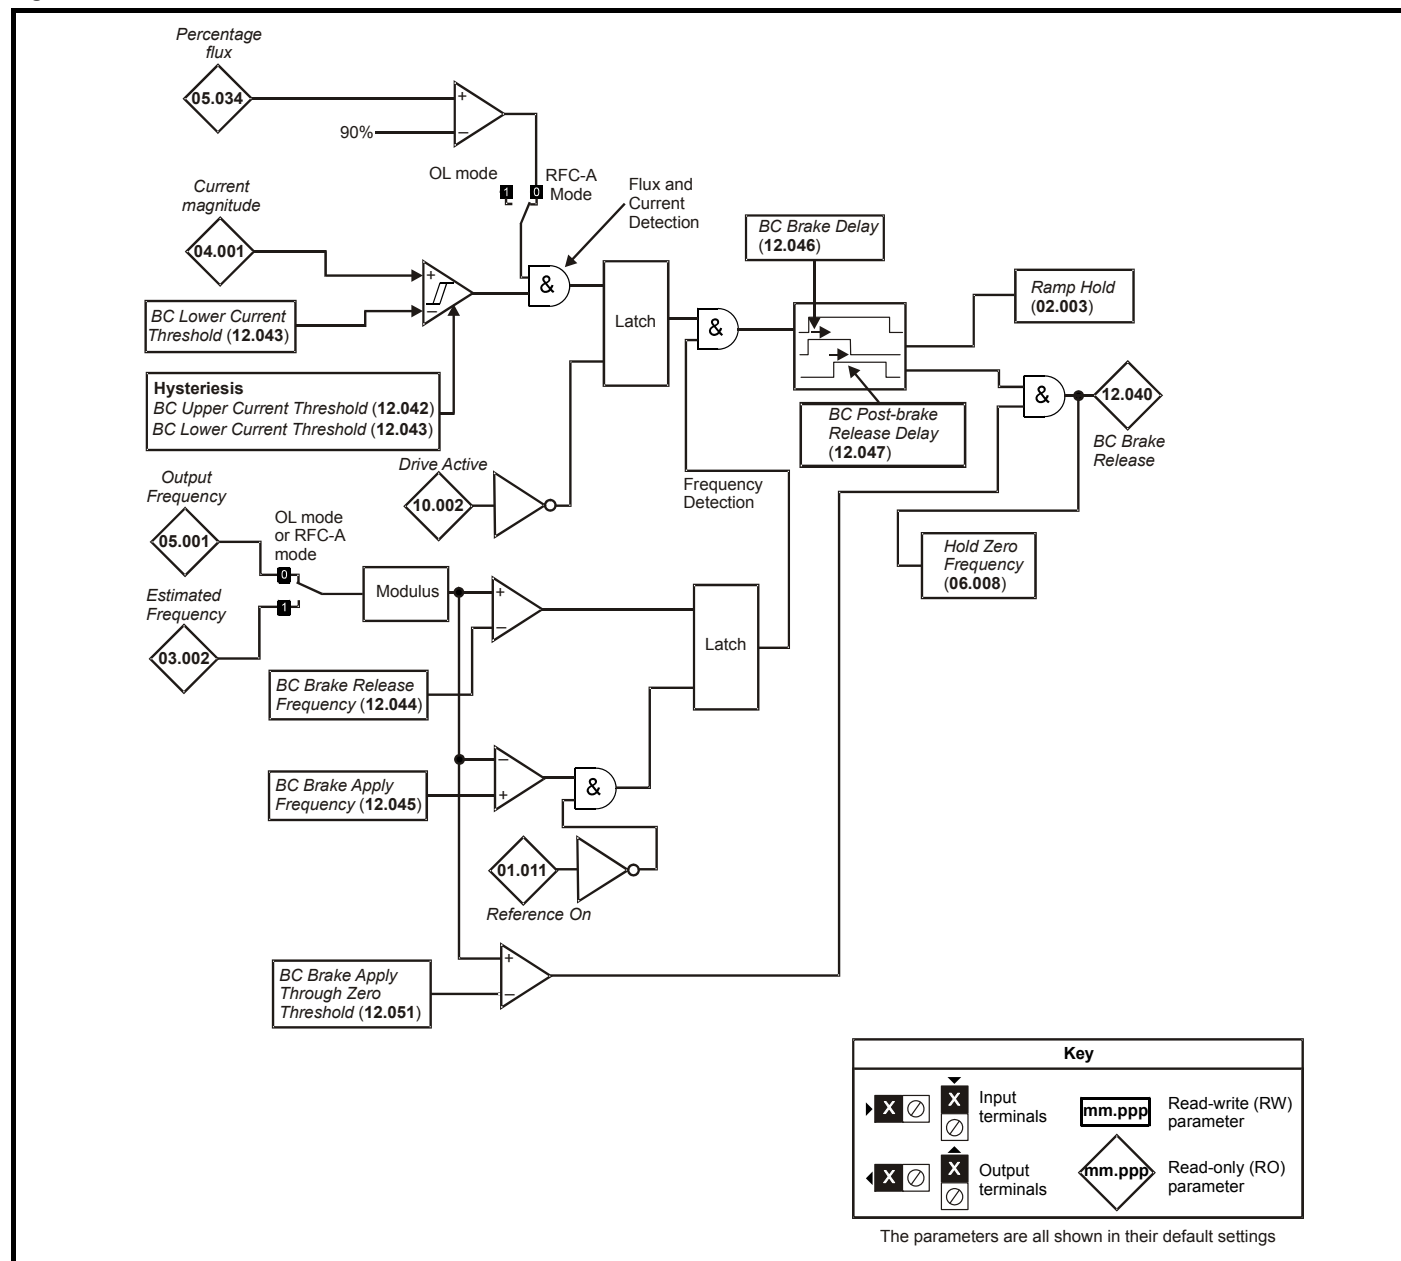 Percentage
flux
05.034
90%
OL mode
1
0
RFC-A
Mode
Flux and
Current
Detection
Current
magnitude
04.001
+
−
&
BC Lower Current
Threshold (12.043)
Hysteriesis
BC Upper Current Threshold (12.042)
BC Lower Current Threshold (12.043)
Latch
&
BC Brake Delay
(12.046)
Ramp Hold
(02.003)
&
12.040
BC Brake
Release
BC Post-brake
Release Delay
(12.047)
Drive Active
10.002
Frequency
Detection
Hold Zero
Frequency
(06.008)
Output
Frequency
05.001
OL mode
or RFC-A
mode
0
1
Estimated
Frequency
03.002
Modulus
+
−
Latch
BC Brake Release
Frequency (12.044)
BC Brake Apply
Frequency (12.045)
−
+
&
01.011
Reference On
BC Brake Apply
Through Zero
Threshold (12.051)
+
−
Key
X
X
Input
terminals
mm.ppp
Read-write (RW)
parameter
X
X
Output
terminals
mm.ppp
Read-only (RO)
parameter
The parameters are all shown in their default settings